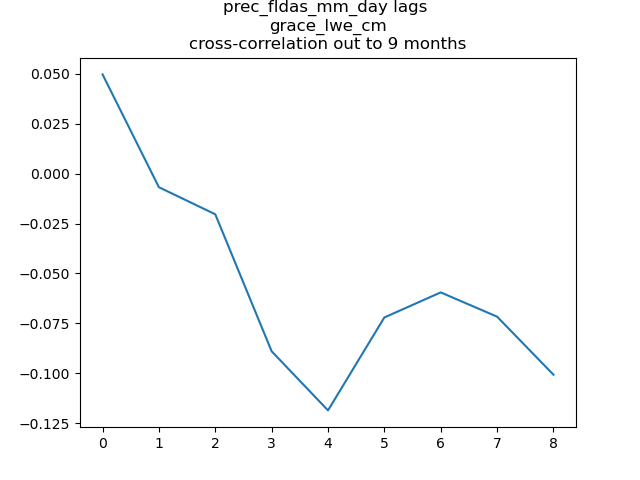 prec_fldas_mm_day lags
grace_lwe_cm
cross-correlation out to 9 months
0.050
0.025
0.000
−0.025
−0.050
−0.075
−0.100
−0.125
0 1 2 3 4 5 6 7 8